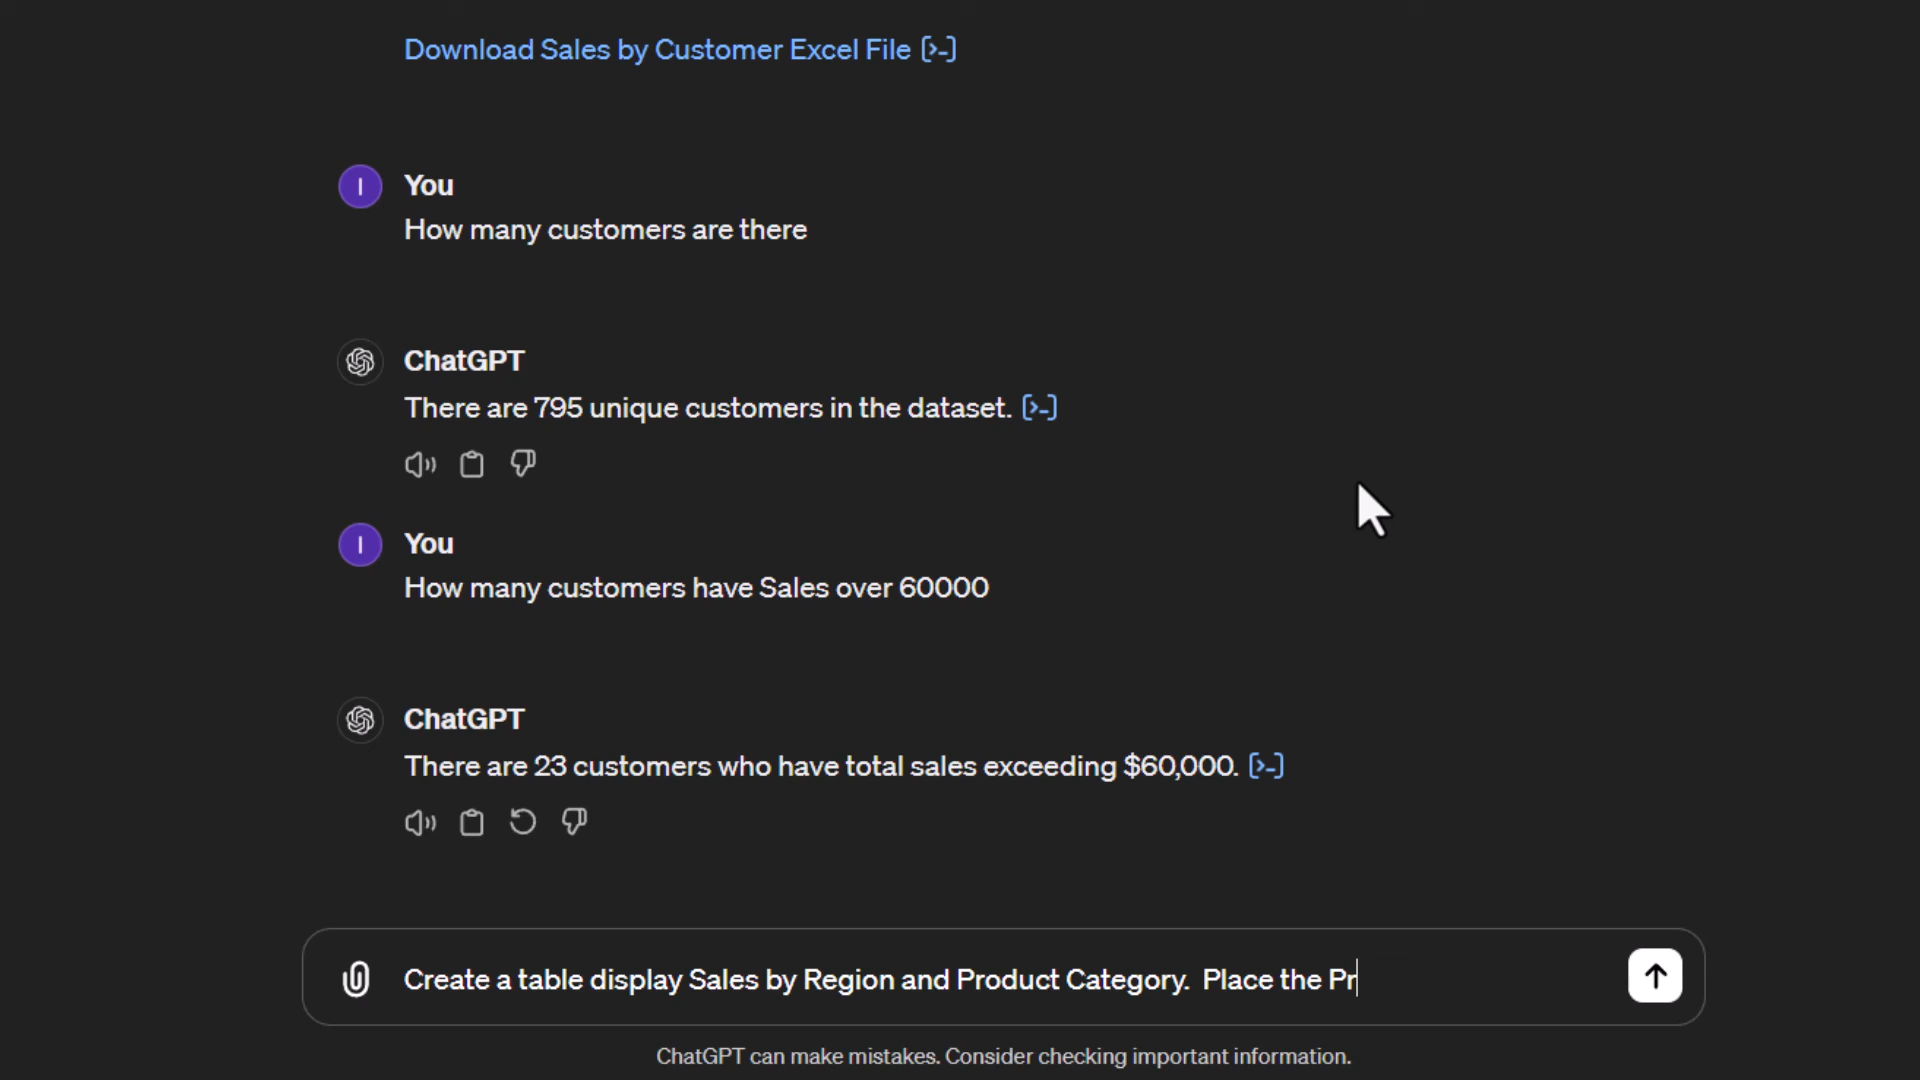 Download Sales by Customer Excel File [>-]
I
You
How many customers are there
ChatGPT
There are 795 unique customers in the dataset. [>-]
I
You
How many customers have Sales over 60000
ChatGPT
There are 23 customers who have total sales exceeding $60,000. [>-]
Create a table display Sales by Region and Product Category.  Place the Pr
ChatGPT can make mistakes. Consider checking important information.